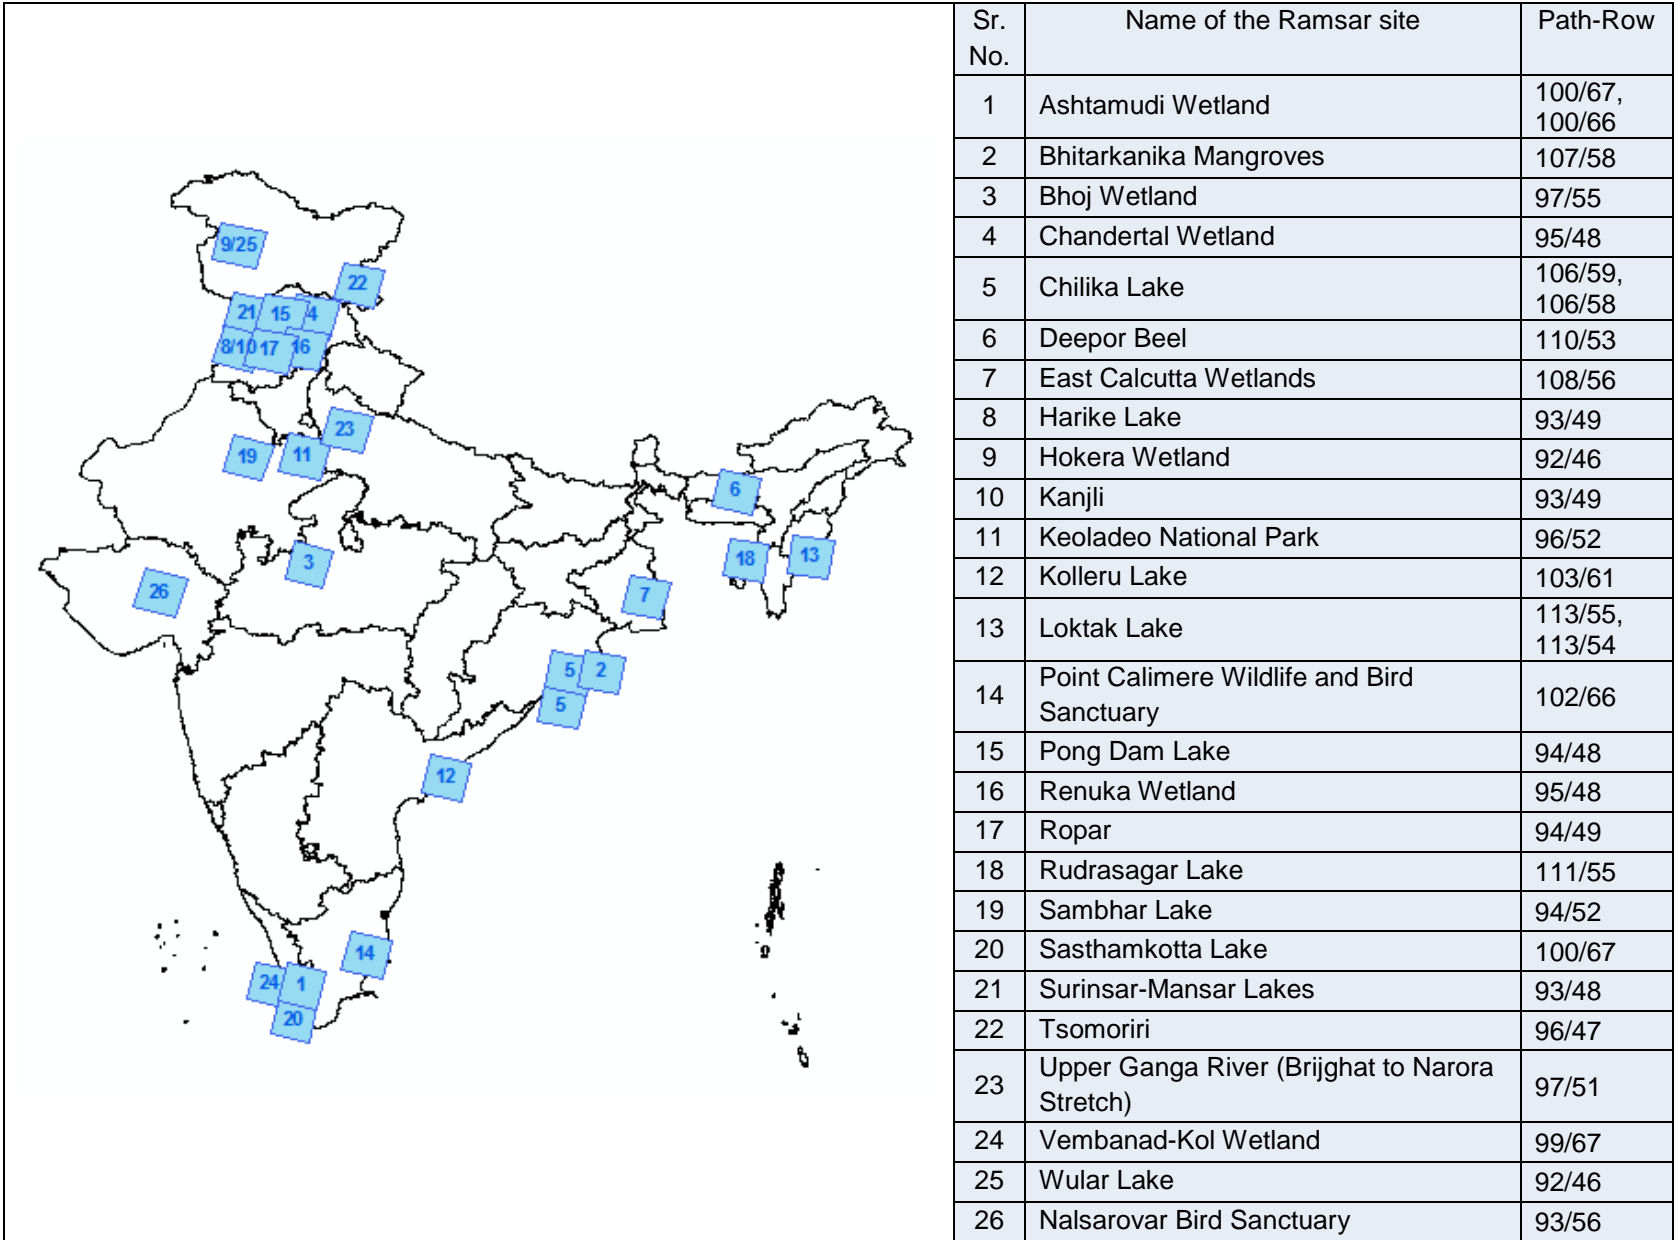 9/25
22
21 15 4
8/10 17 16
23
19 11
6
3
18 13
26
7
5 2
5
12
14
24 1
20
Sr. No. Name of the Ramsar site Path-Row
1 Ashtamudi Wetland 100/67, 100/66
2 Bhitarkanika Mangroves 107/58
3 Bhoj Wetland 97/55
4 Chandertal Wetland 95/48
5 Chilika Lake 106/59, 106/58
6 Deepor Beel 110/53
7 East Calcutta Wetlands 108/56
8 Harike Lake 93/49
9 Hokera Wetland 92/46
10 Kanjli 93/49
11 Keoladeo National Park 96/52
12 Kolleru Lake 103/61
13 Loktak Lake 113/55, 113/54
14 Point Calimere Wildlife and Bird Sanctuary 102/66
15 Pong Dam Lake 94/48
16 Renuka Wetland 95/48
17 Ropar 94/49
18 Rudrasagar Lake 111/55
19 Sambhar Lake 94/52
20 Sasthamkotta Lake 100/67
21 Surinsar-Mansar Lakes 93/48
22 Tsomoriri 96/47
23 Upper Ganga River (Brijghat to Narora Stretch) 97/51
24 Vembanad-Kol Wetland 99/67
25 Wular Lake 92/46
26 Nalsarovar Bird Sanctuary 93/56